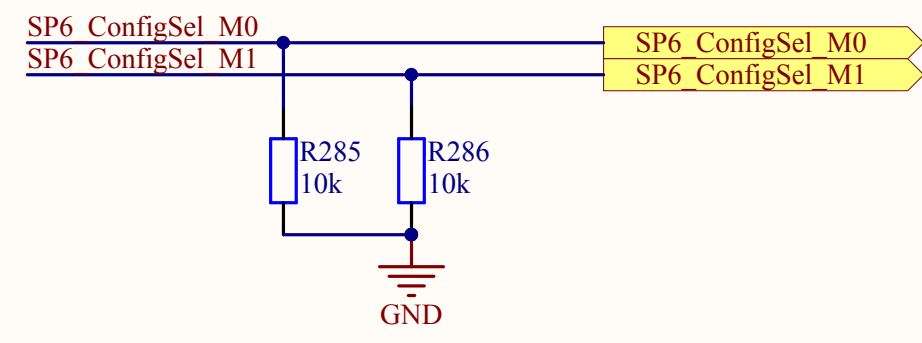 SP6_ConfigSel_M0
SP6_ConfigSel_M0
SP6_ConfigSel_M1
SP6_ConfigSel_M1
R285
10k
R286
10k
GND